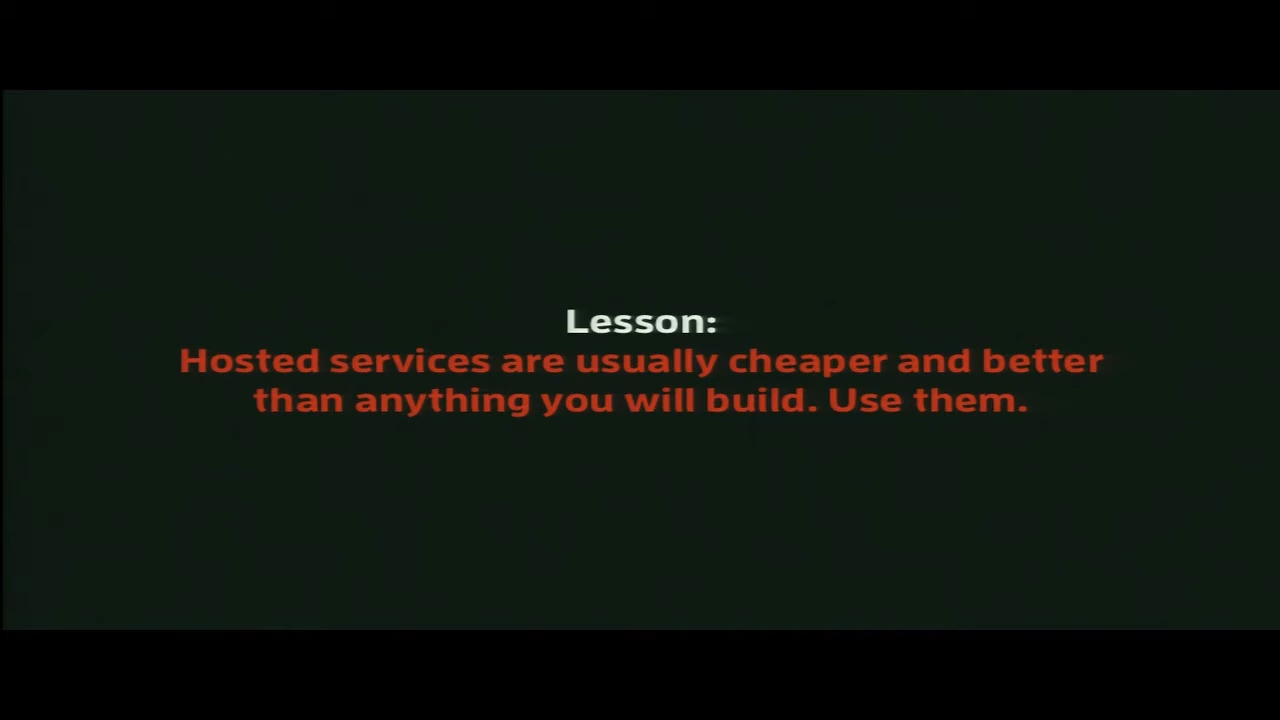 Lesson:
Hosted services are usually cheaper and better
than anything you will build. Use them.